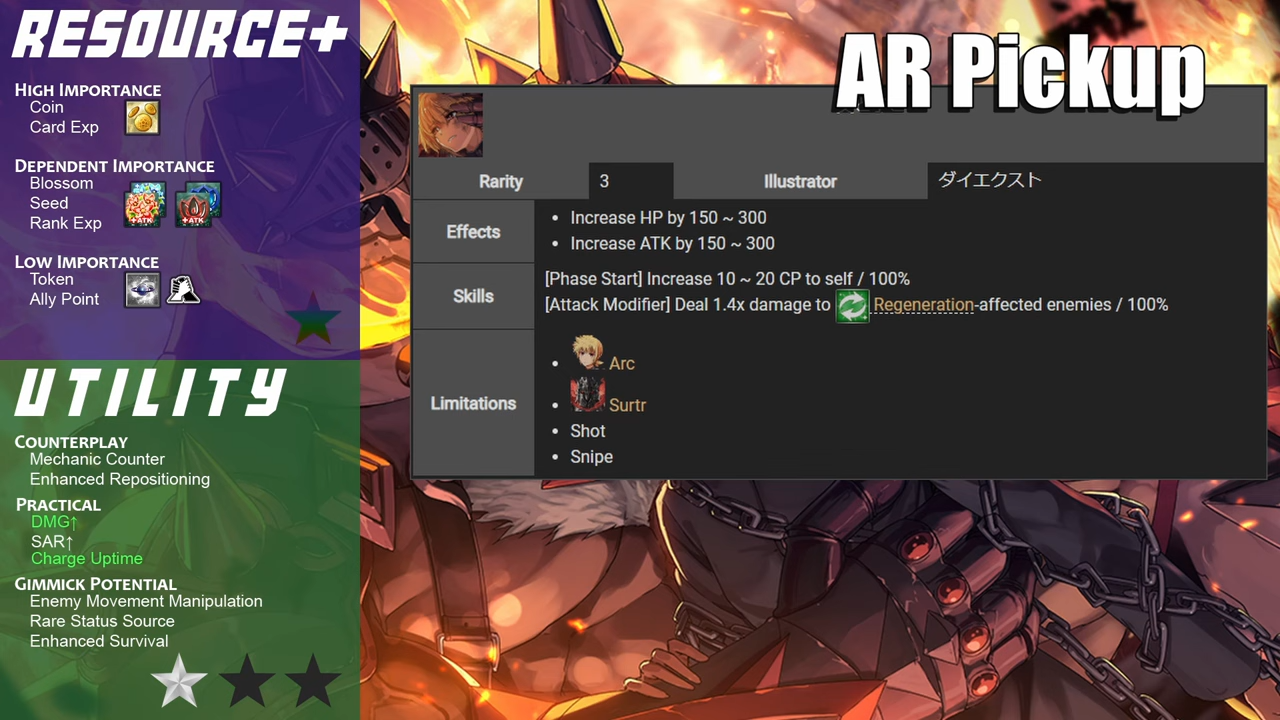 RESOURCE+
HIGH IMPORTANCE
Coin
Card Exp
DEPENDENT IMPORTANCE
Blossom
Seed
Rank Exp
+ATK
+ATK
LOW IMPORTANCE
Token
Ally Point
UTILITY
COUNTERPLAY
Mechanic Counter
Enhanced Repositioning
PRACTICAL
DMG↑
SAR↑
Charge Uptime
GIMMICK POTENTIAL
Enemy Movement Manipulation
Rare Status Source
Enhanced Survival
AR Pickup
Rarity 3 Illustrator ダイエクスト
Effects
• Increase HP by 150 ~ 300
• Increase ATK by 150 ~ 300
Skills
[Phase Start] Increase 10 ~ 20 CP to self / 100%
[Attack Modifier] Deal 1.4x damage to Regeneration-affected enemies / 100%
Limitations
• Arc
• Surtr
• Shot
• Snipe